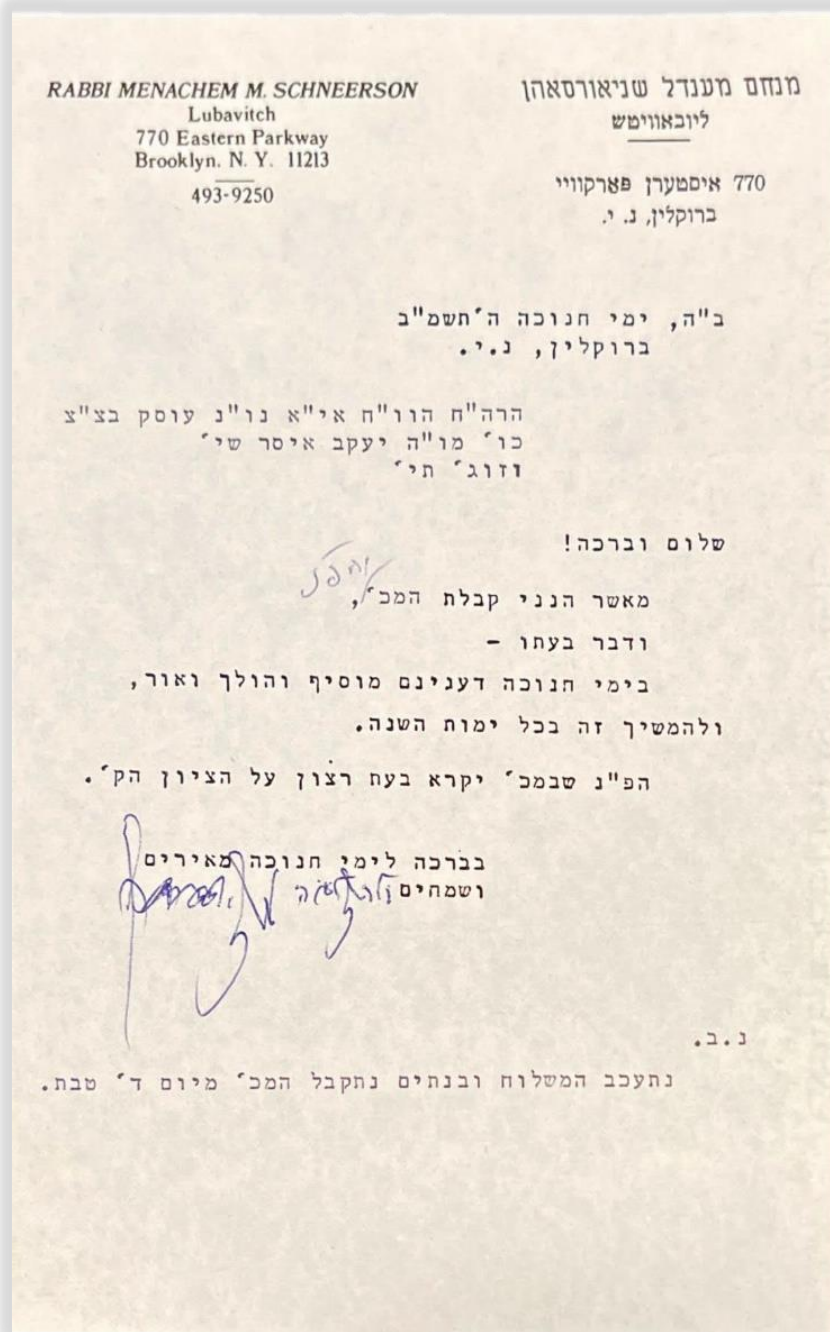 RABBI MENACHEM M. SCHNEERSON
Lubavitch
770 Eastern Parkway
Brooklyn. N. Y. 11213
493-9250
מנחם מענדל שניאורסאהן
ליובאוויטש
770 איסטערן פארקוויי
ברוקלין, נ. י.
ב"ה, ימי חנוכה ה'תשמ"ב
ברוקלין, נ.י.
הרה"ח הוו"ח אי"א נו"נ עוסק בצ"צ
כו' מו"ה יעקב איסר שי'
וזוג' תי'
שלום וברכה!
מאשר הנני קבלת המכ',
ודבר בעתו -
בימי חנוכה דענינם מוסיף והולך ואור,
ולהמשיך זה בכל ימות השנה.
הפ"נ שבמכ' יקרא בעת רצון על הציון הק'.
בברכה לימי חנוכה מאירים
ושמחים
נ.ב.
נתעכב המשלוח ובנתים נתקבל המכ' מיום ד' טבת.